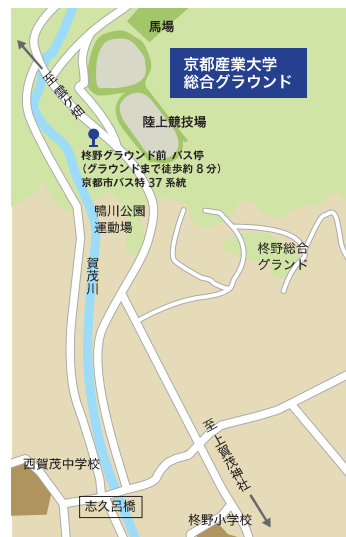 馬場
京都産業大学
総合グラウンド
至雲ケ畑
陸上競技場
柊野グラウンド前 バス停
(グラウンドまで徒歩約8分)
京都市バス特37系統
鴨川公園
運動場
柊野総合
グランド
賀茂川
至上賀茂神社
西賀茂中学校
志久呂橋
柊野小学校